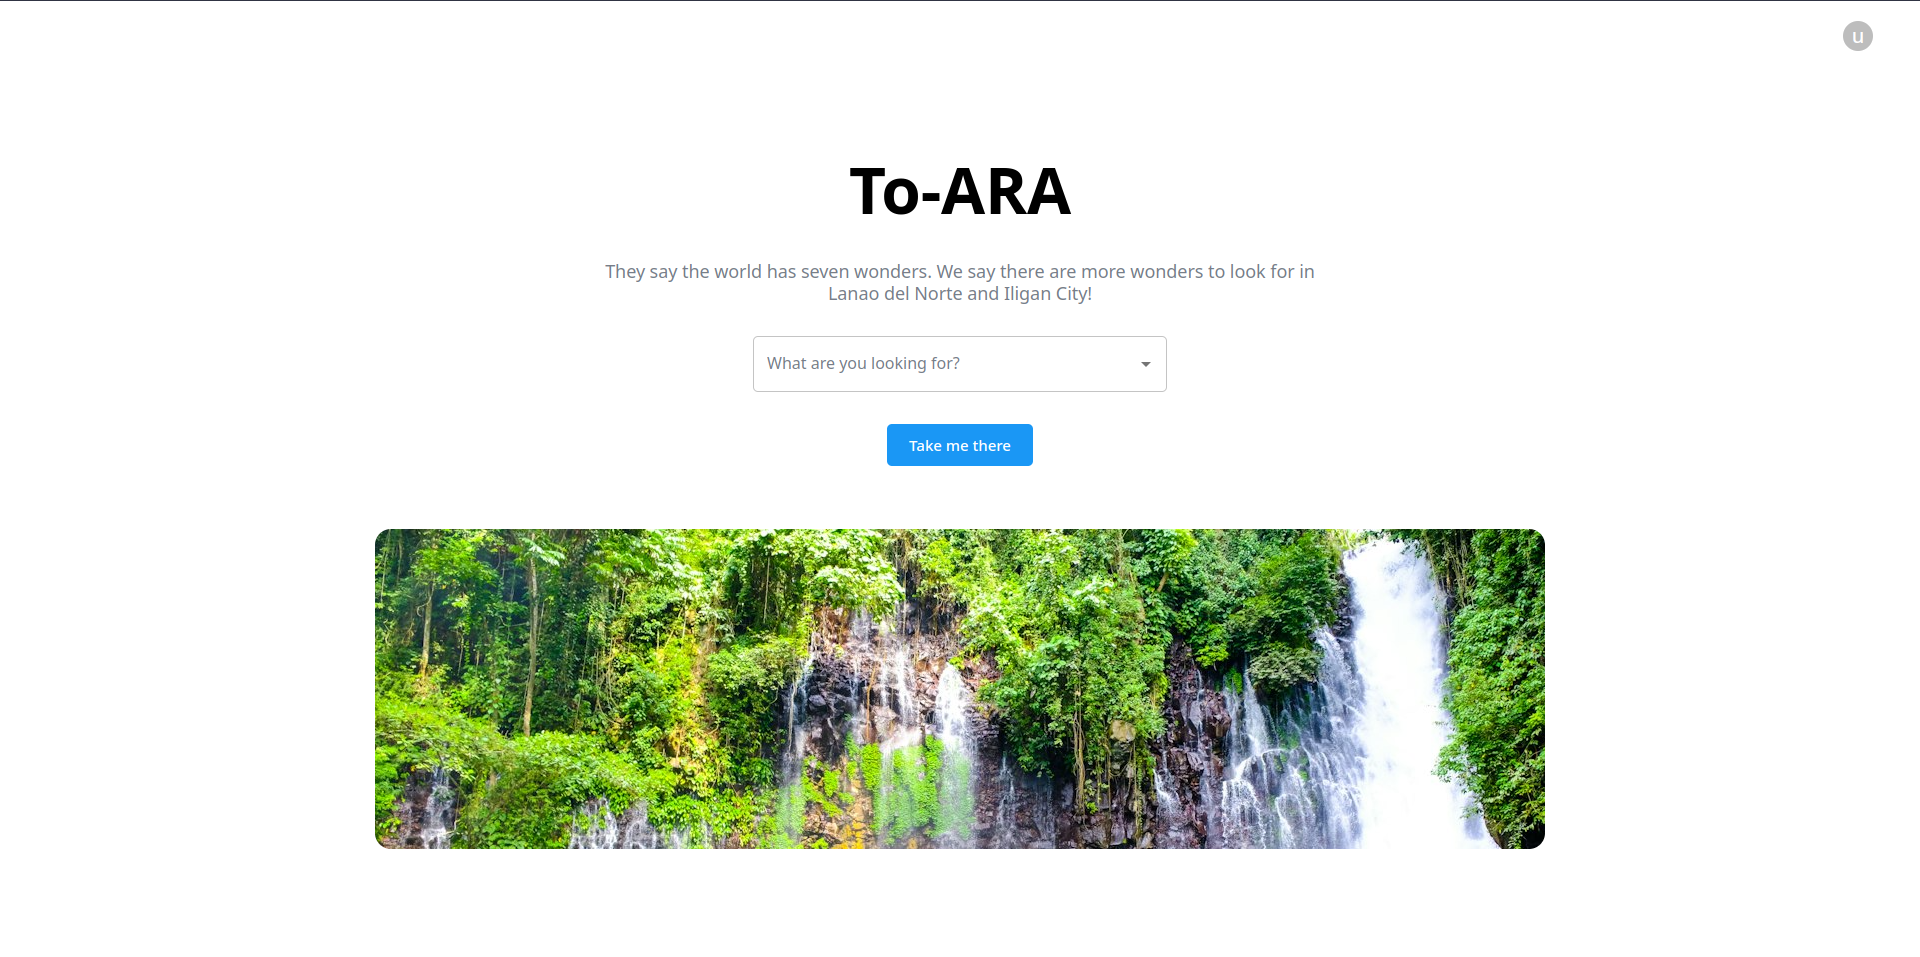 u
To-ARA
They say the world has seven wonders. We say there are more wonders to look for in
Lanao del Norte and Iligan City!
What are you looking for?
Take me there